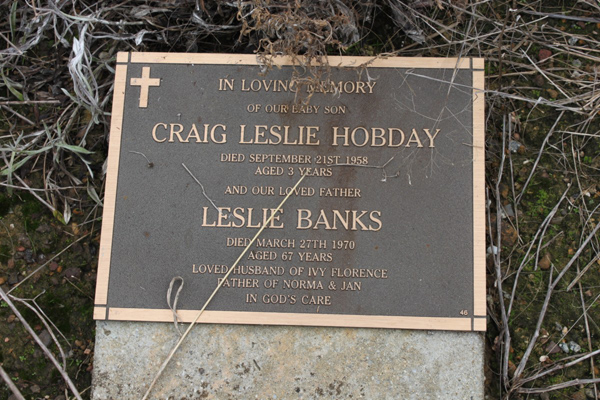 IN LOVING MEMORY
OF OUR BABY SON
CRAIG LESLIE HOBDAY
DIED SEPTEMBER 21ST 1958
AGED 3 YEARS
AND OUR LOVED FATHER
LESLIE BANKS
DIED MARCH 27TH 1970
AGED 67 YEARS
LOVED HUSBAND OF IVY FLORENCE
FATHER OF NORMA & JAN
IN GOD'S CARE
46